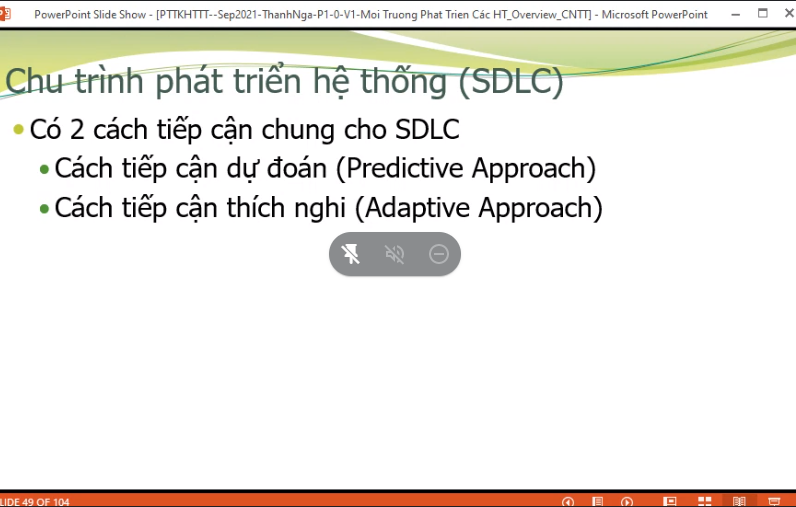 PowerPoint Slide Show - [PTTKHTTT--Sep2021-ThanhNga-P1-0-V1-Moi Truong Phat Trien Các HT_Overview_CNTT] - Microsoft PowerPoint
Chu trình phát triển hệ thống (SDLC)
Có 2 cách tiếp cận chung cho SDLC
Cách tiếp cận dự đoán (Predictive Approach)
Cách tiếp cận thích nghi (Adaptive Approach)
LIDE 49 OF 104